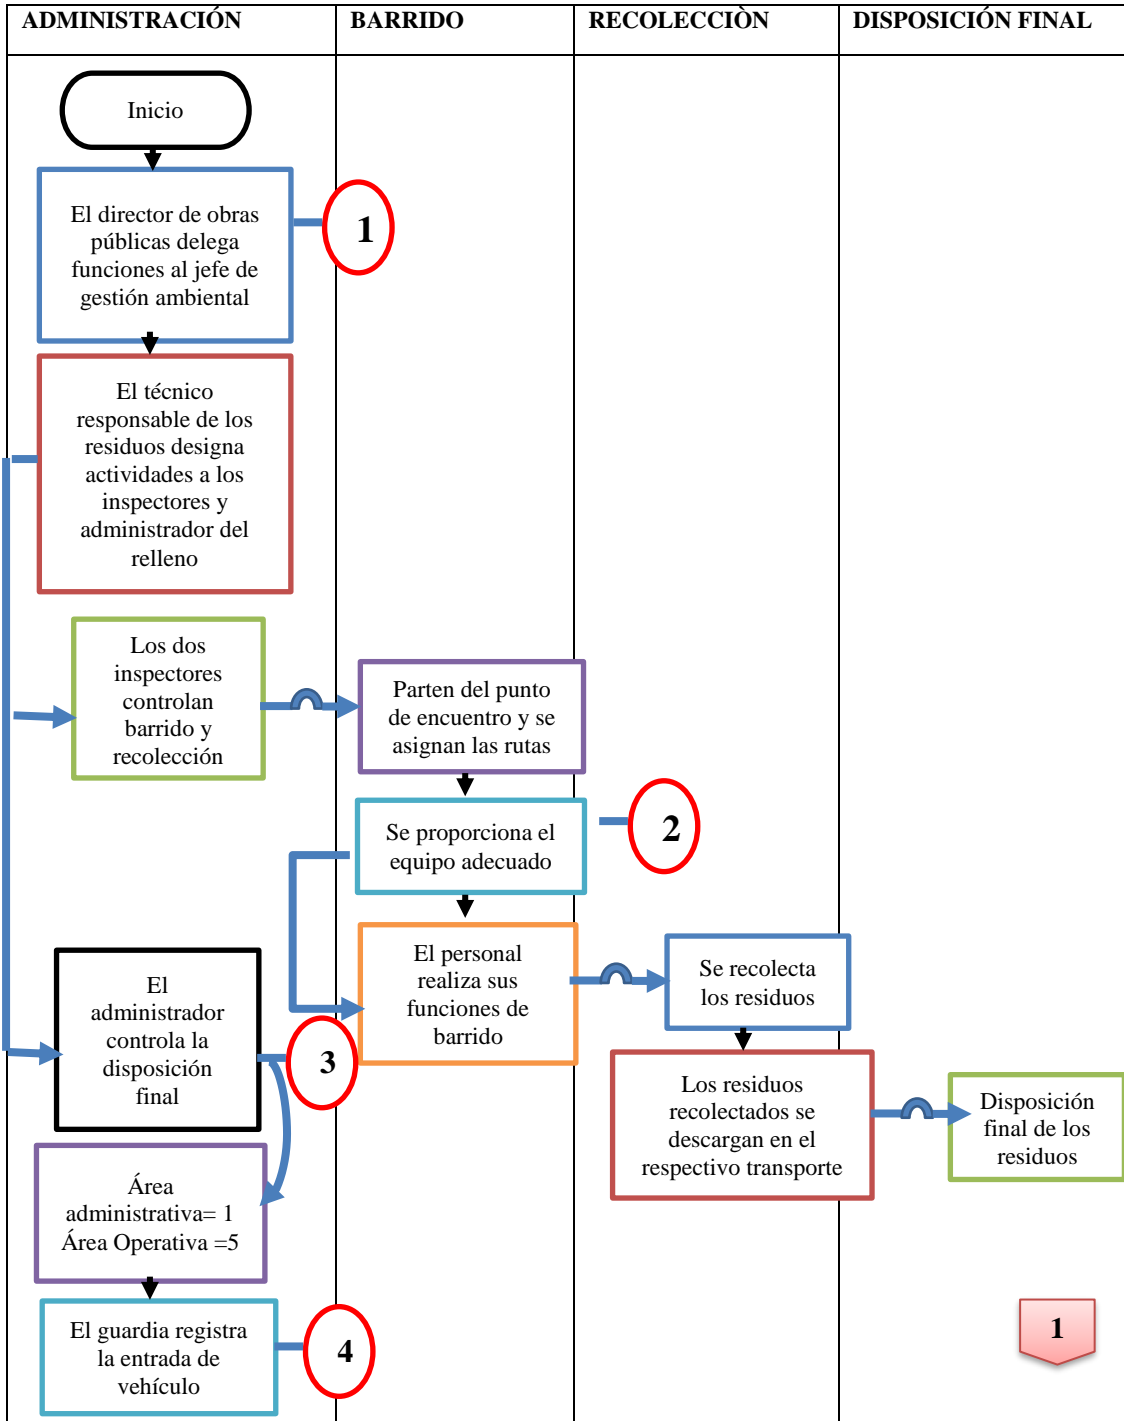 ADMINISTRACIÓN
BARRIDO
RECOLECCIÒN
DISPOSICIÓN FINAL
Inicio
El director de obras
públicas delega
funciones al jefe de
gestión ambiental
1
El técnico
responsable de los
residuos designa
actividades a los
inspectores y
administrador del
relleno
Los dos
inspectores
controlan
barrido y
recolección
Parten del punto
de encuentro y se
asignan las rutas
Se proporciona el
equipo adecuado
2
El personal
realiza sus
funciones de
barrido
Se recolecta
los residuos
El
administrador
controla la
disposición
final
3
Los residuos
recolectados se
descargan en el
respectivo transporte
Disposición
final de los
residuos
Área
administrativa= 1
Área Operativa =5
El guardia registra
la entrada de
vehículo
4
1